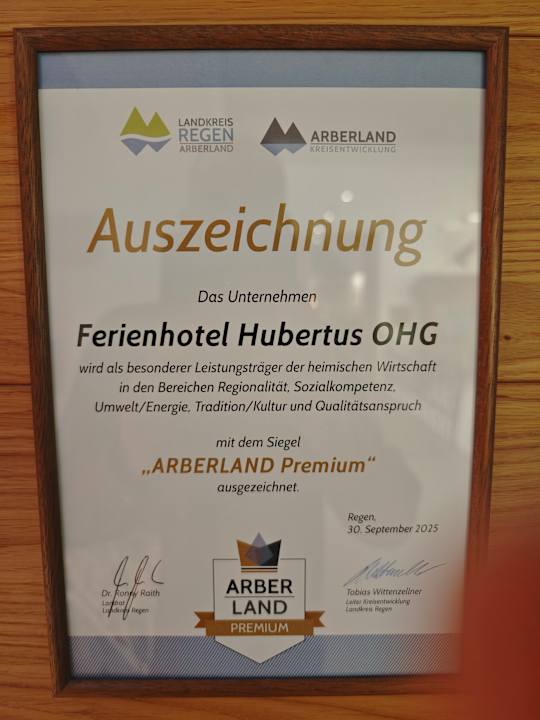 LANDKREIS
REGEN
ARBERLAND
ARBERLAND
KREISENTWICKLUNG
Auszeichnung
Das Unternehmen
Ferienhotel Hubertus OHG
wird als besonderer Leistungsträger der heimischen Wirtschaft
in den Bereichen Regionalität, Sozialkompetenz,
Umwelt/Energie, Tradition/Kultur und Qualitätsanspruch
mit dem Siegel
„ARBERLAND Premium“
ausgezeichnet.
Regen,
30. September 2025
Dr. Ronny Raith
Landrat
Landkreis Regen
ARBER
LAND
PREMIUM
Tobias Wittenzellner
Leiter Kreisentwicklung
Landkreis Regen